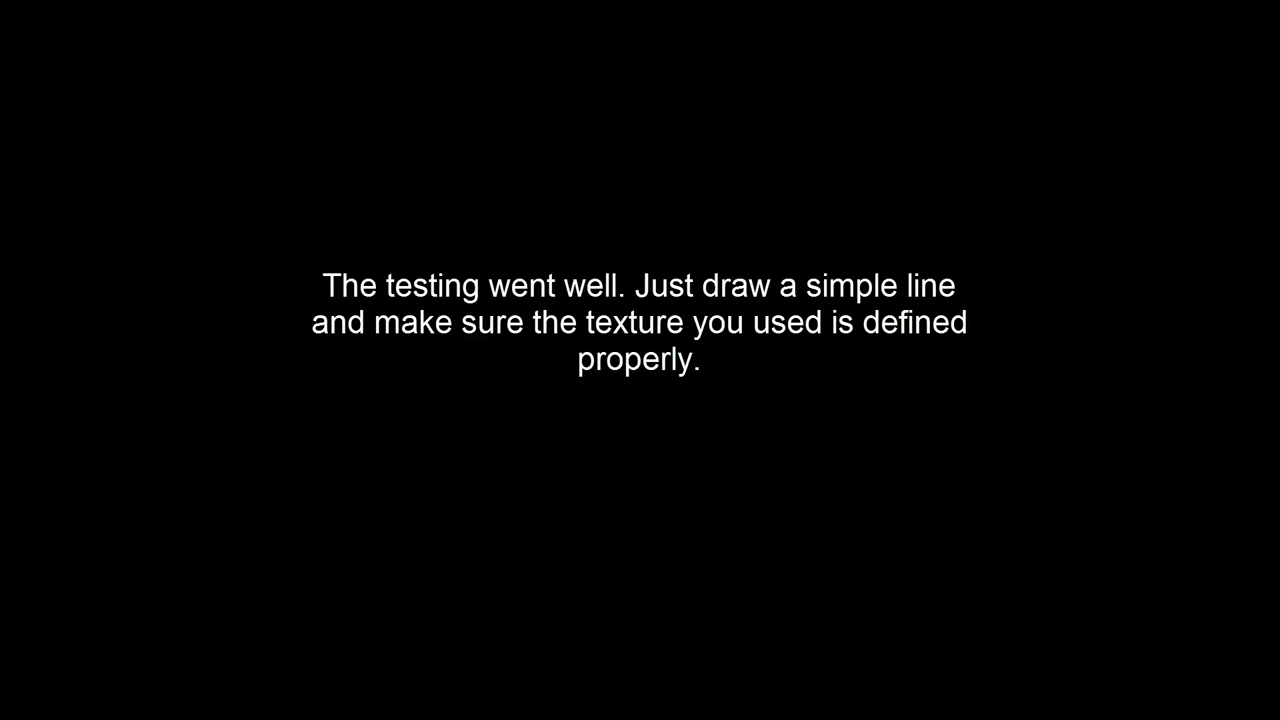 The testing went well. Just draw a simple line
and make sure the texture you used is defined
properly.